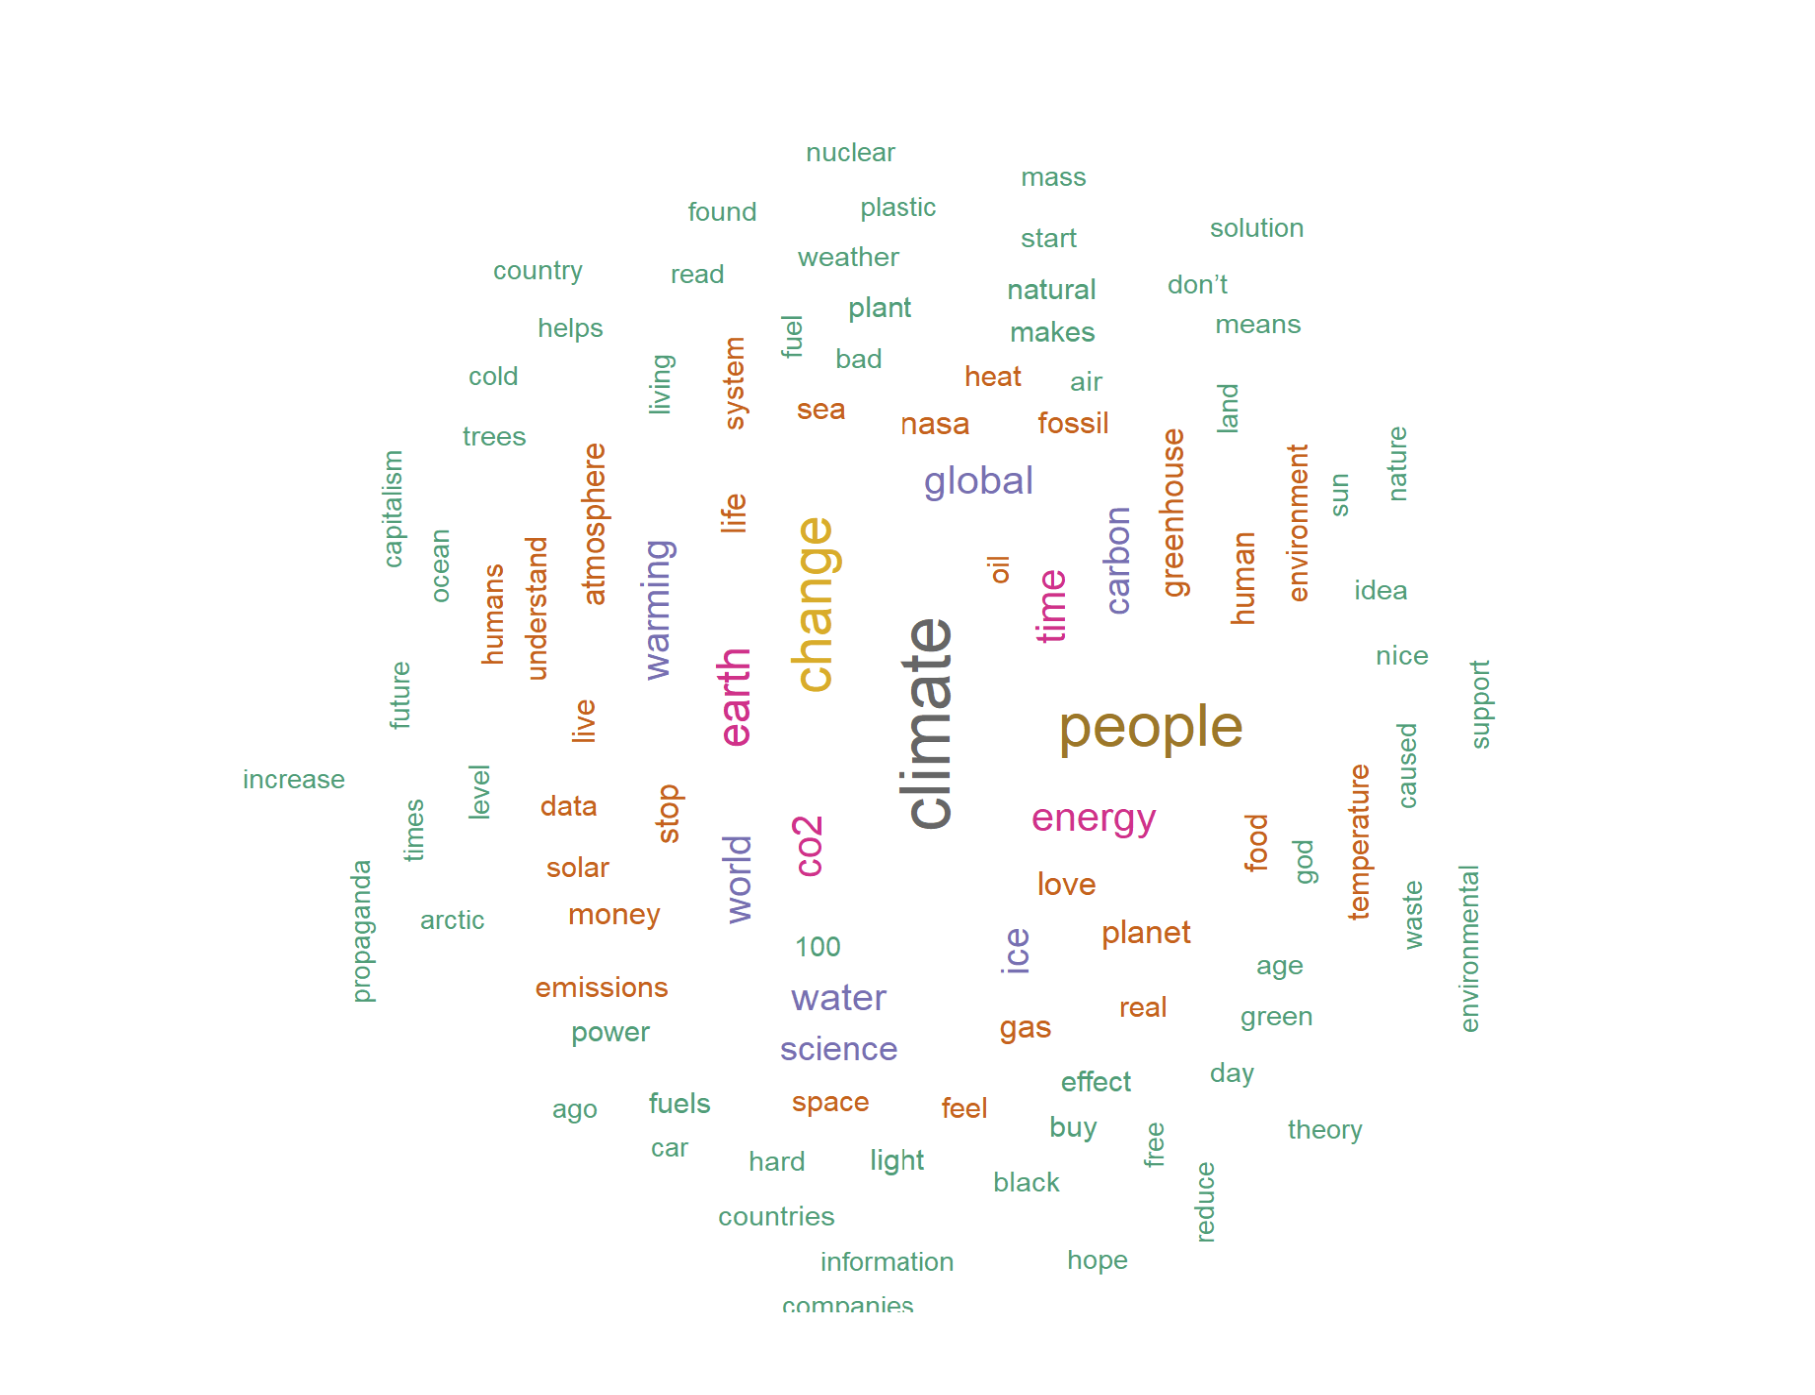 nuclear
mass
found
plastic
solution
start
weather
country
read
don’t
natural
plant
means
helps
fuel
makes
bad
living
system
cold
heat
air
sea
land
nasa
fossil
trees
nature
capitalism
atmosphere
global
greenhouse
environment
sun
life
ocean
change
carbon
humans
understand
warming
oil
time
human
idea
nice
future
earth
climate
people
support
live
caused
increase
level
times
data
stop
co2
energy
food
god
temperature
solar
world
love
propaganda
arctic
money
100
ice
planet
waste
environmental
age
emissions
water
real
green
power
science
gas
effect
day
ago
fuels
space
feel
buy
free
theory
car
hard
light
black
reduce
countries
information
hope
companies